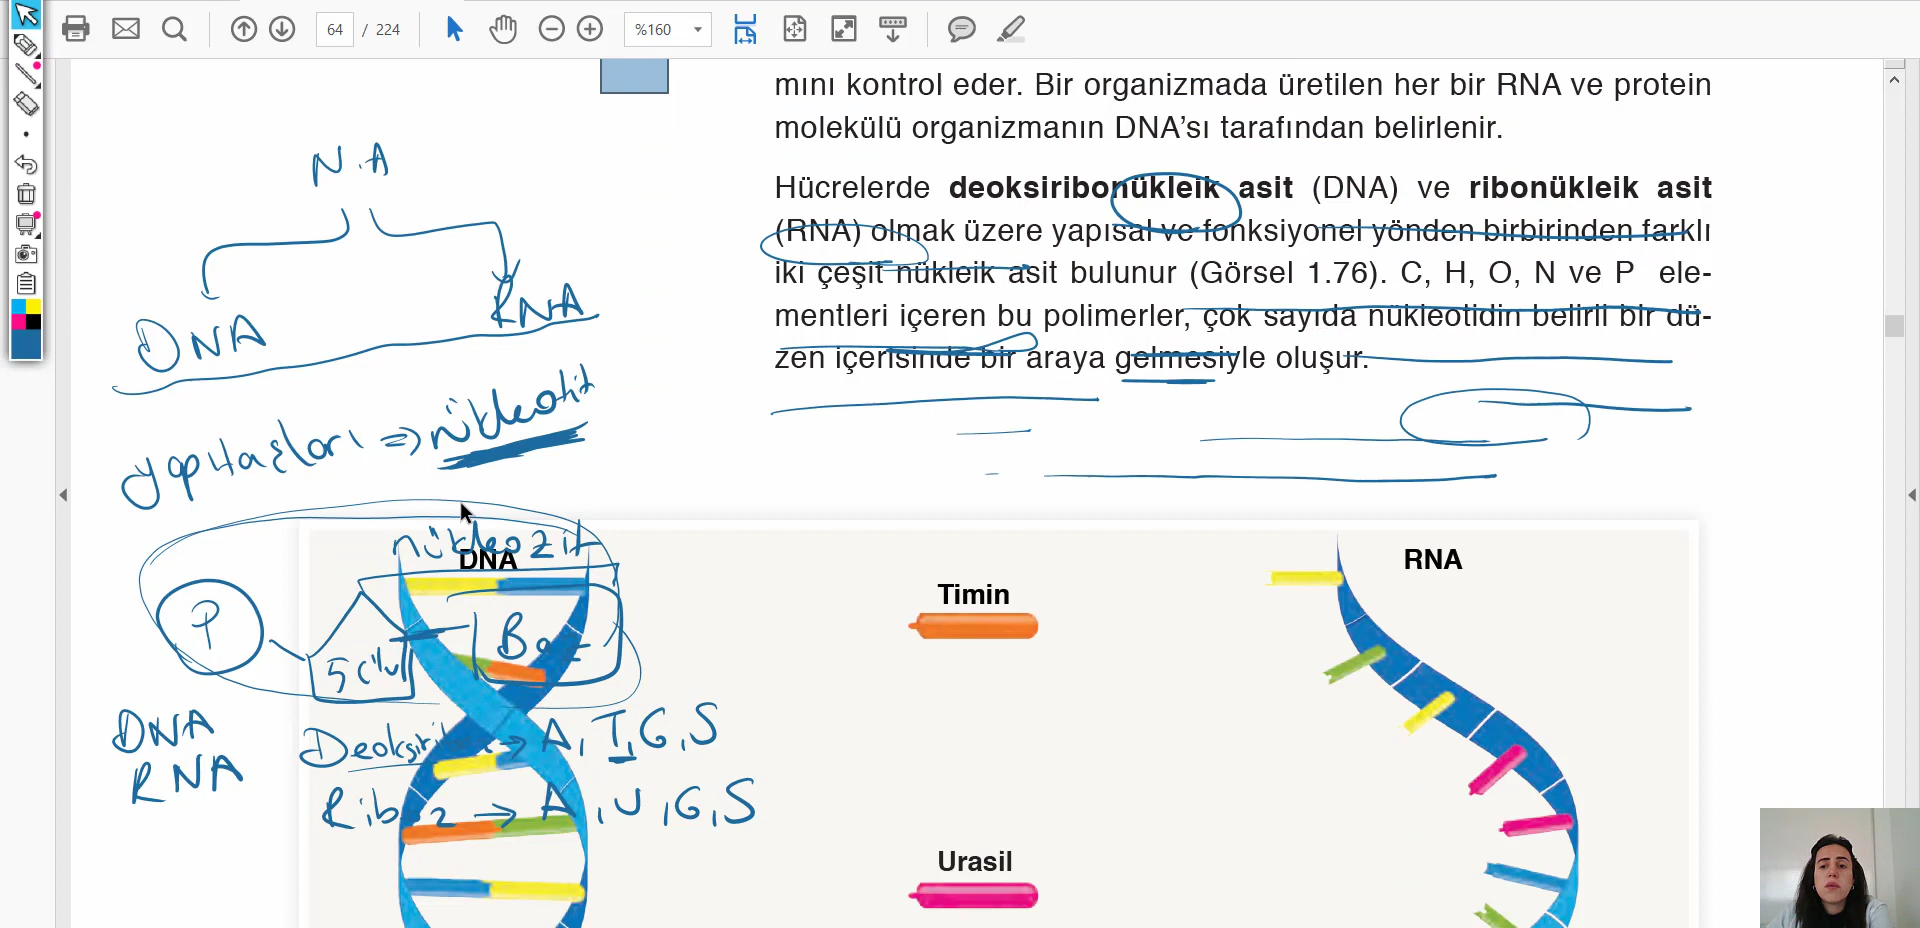 64 / 224
%160
mını kontrol eder. Bir organizmada üretilen her bir RNA ve protein
molekülü organizmanın DNA'sı tarafından belirlenir.
Hücrelerde deoksiribonükleik asit (DNA) ve ribonükleik asit
(RNA) olmak üzere yapısal ve fonksiyonel yönden birbirinden farklı
iki çeşit nükleik asit bulunur (Görsel 1.76). C, H, O, N ve P ele-
mentleri içeren bu polimerler, çok sayıda nükleotidin belirli bir dü-
zen içerisinde bir araya gelmesiyle oluşur.
N.A
DNA
RNA
yapıtaşları => nükleotit
nükleozit
P
5C'lu
Baz
DNA
RNA
Deoksiriboz → A, T, G, S
Riboz → A, U, G, S
DNA
Timin
Urasil
RNA